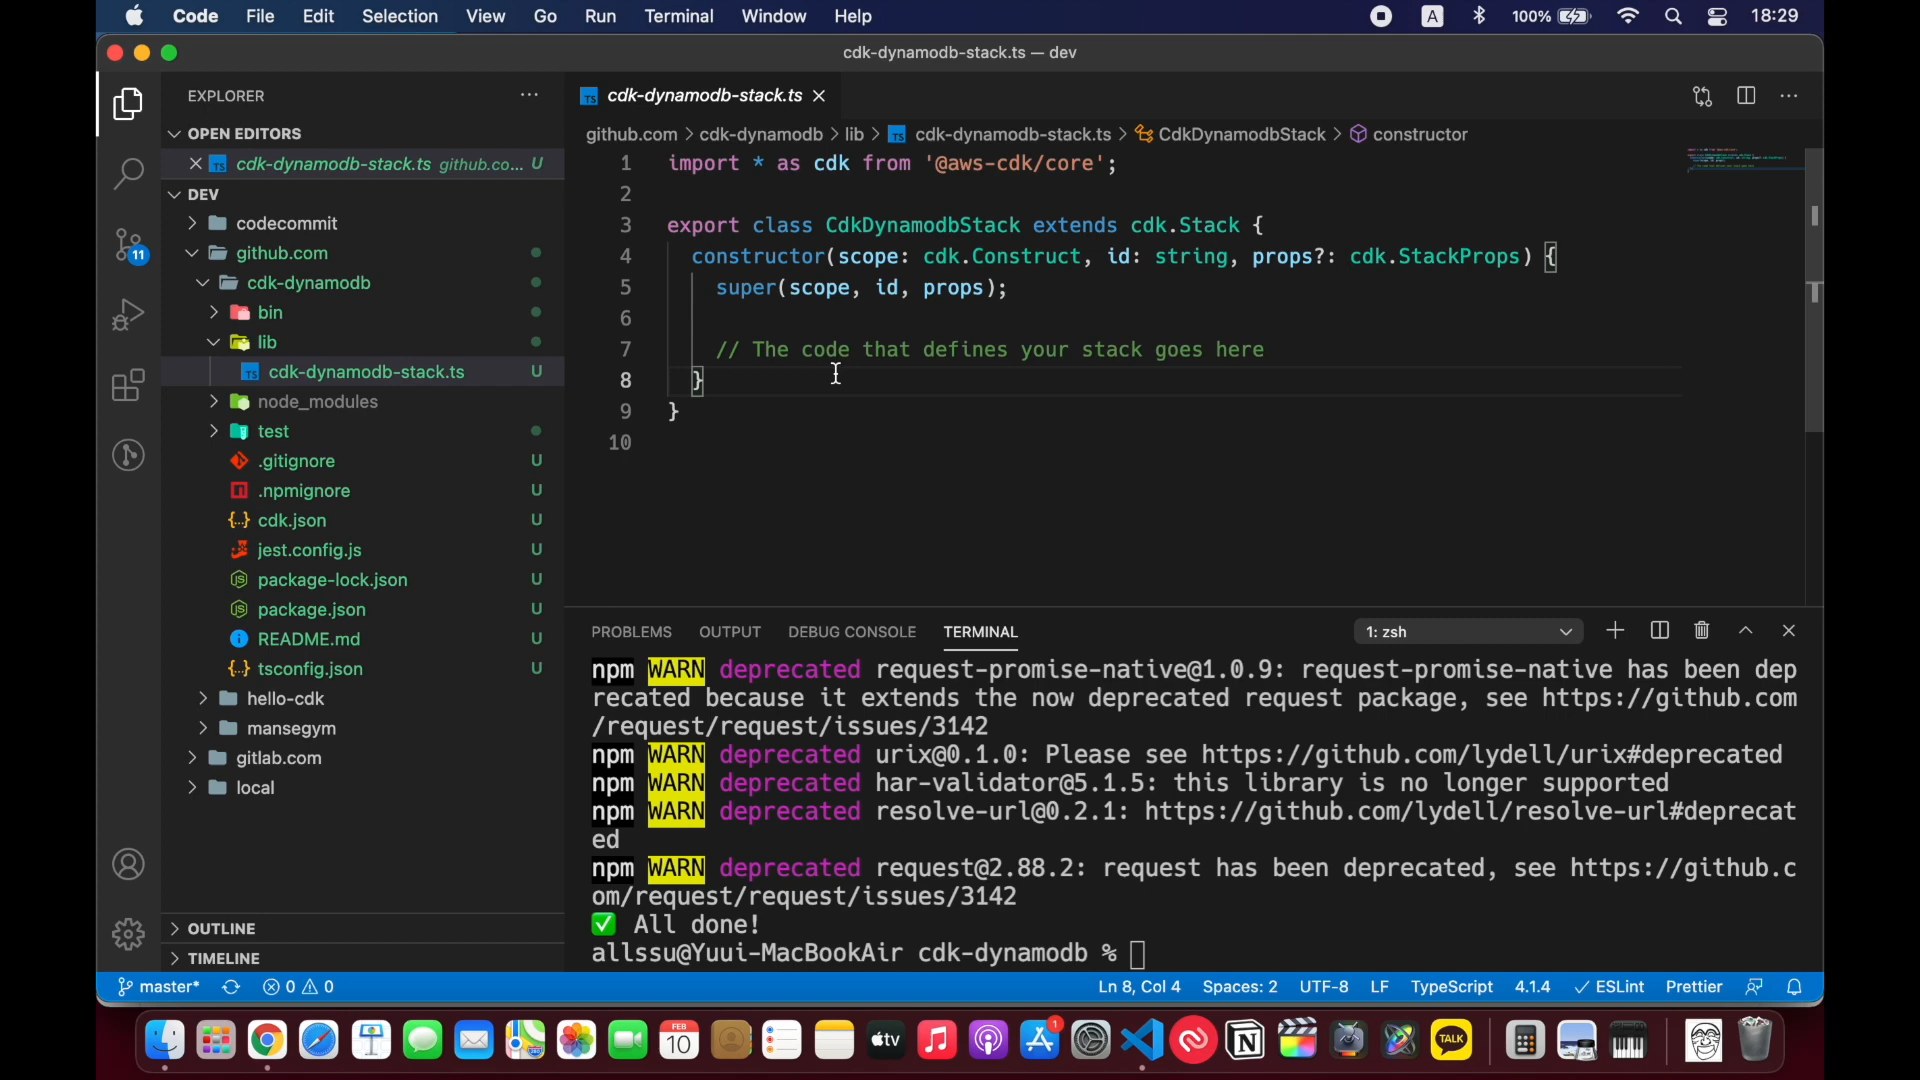 Code File Edit Selection View Go Run Terminal Window Help A 100% 18:29
cdk-dynamodb-stack.ts — dev
EXPLORER
OPEN EDITORS
cdk-dynamodb-stack.ts github.co... U
DEV
codecommit
github.com
cdk-dynamodb
bin
lib
cdk-dynamodb-stack.ts U
node_modules
test
.gitignore U
.npmignore U
cdk.json U
jest.config.js U
package-lock.json U
package.json U
README.md U
tsconfig.json U
hello-cdk
mansegym
gitlab.com
local
OUTLINE
TIMELINE
11
cdk-dynamodb-stack.ts
github.com > cdk-dynamodb > lib > TS cdk-dynamodb-stack.ts > CdkDynamodbStack > constructor
1 import * as cdk from '@aws-cdk/core';
2
3 export class CdkDynamodbStack extends cdk.Stack {
4 constructor(scope: cdk.Construct, id: string, props?: cdk.StackProps) {
5 super(scope, id, props);
6
7 // The code that defines your stack goes here
8 }
9 }
10
PROBLEMS OUTPUT DEBUG CONSOLE TERMINAL 1: zsh
npm WARN deprecated request-promise-native@1.0.9: request-promise-native has been dep
recated because it extends the now deprecated request package, see https://github.com
/request/request/issues/3142
npm WARN deprecated urix@0.1.0: Please see https://github.com/lydell/urix#deprecated
npm WARN deprecated har-validator@5.1.5: this library is no longer supported
npm WARN deprecated resolve-url@0.2.1: https://github.com/lydell/resolve-url#deprecat
ed
npm WARN deprecated request@2.88.2: request has been deprecated, see https://github.c
om/request/request/issues/3142
✅ All done!
allssu@Yuui-MacBookAir cdk-dynamodb %
master* 0 0 Ln 8, Col 4 Spaces: 2 UTF-8 LF TypeScript 4.1.4 ESLint Prettier
FEB
10
tv
1
TALK